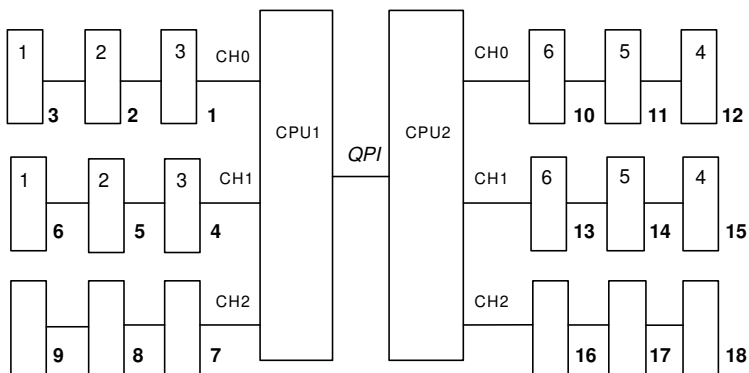 1 2 3 CH0 CH0 6 5 4
3 2 1 10 11 12
CPU1 QPI CPU2
1 2 3 CH1 CH1 6 5 4
6 5 4 13 14 15
CH2 CH2
9 8 7 16 17 18